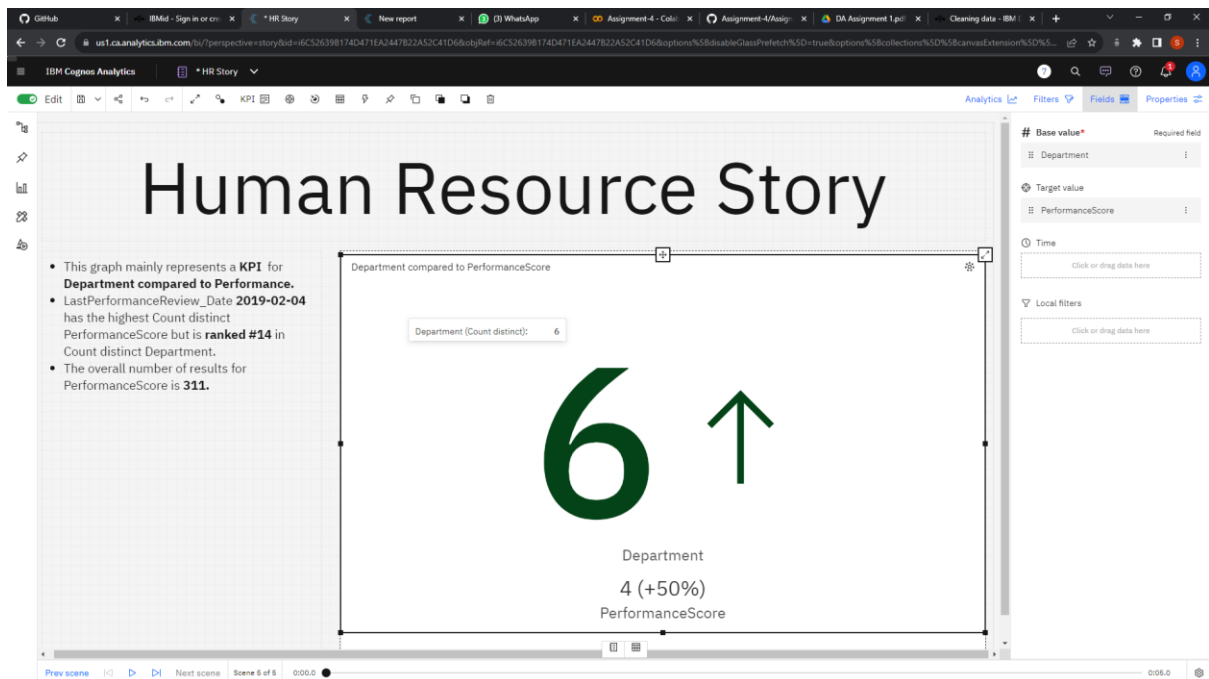 GitHub
IBMid - Sign in or cre
* HR Story
New report
(3) WhatsApp
Assignment-4 - Colab
Assignment-4/Assign
DA Assignment 1.pdf
Cleaning data - IBM
us1.ca.analytics.ibm.com/bi/?perspective=story&id=i6C526398174D471EA2447B22A52C41D6&objRef=i6C526398174D471EA2447B22A52C41D6&options%5BdisableGlassPrefetch%5D=true&options%5Bcollections%5D%5BcanvasExtension%5D%5...
S
IBM Cognos Analytics
* HR Story
Edit
KPI
Analytics
Filters
Fields
Properties
Human Resource Story
• This graph mainly represents a KPI for
Department compared to Performance.
• LastPerformanceReview_Date 2019-02-04
has the highest Count distinct
PerformanceScore but is ranked #14 in
Count distinct Department.
• The overall number of results for
PerformanceScore is 311.
Department compared to PerformanceScore
Department (Count distinct): 6
6
Department
4 (+50%)
PerformanceScore
# Base value*
Required field
Department
Target value
PerformanceScore
Time
Click or drag data here
Local filters
Click or drag data here
Prev scene
Next scene
Scene 5 of 5
0:00.0
0:05.0